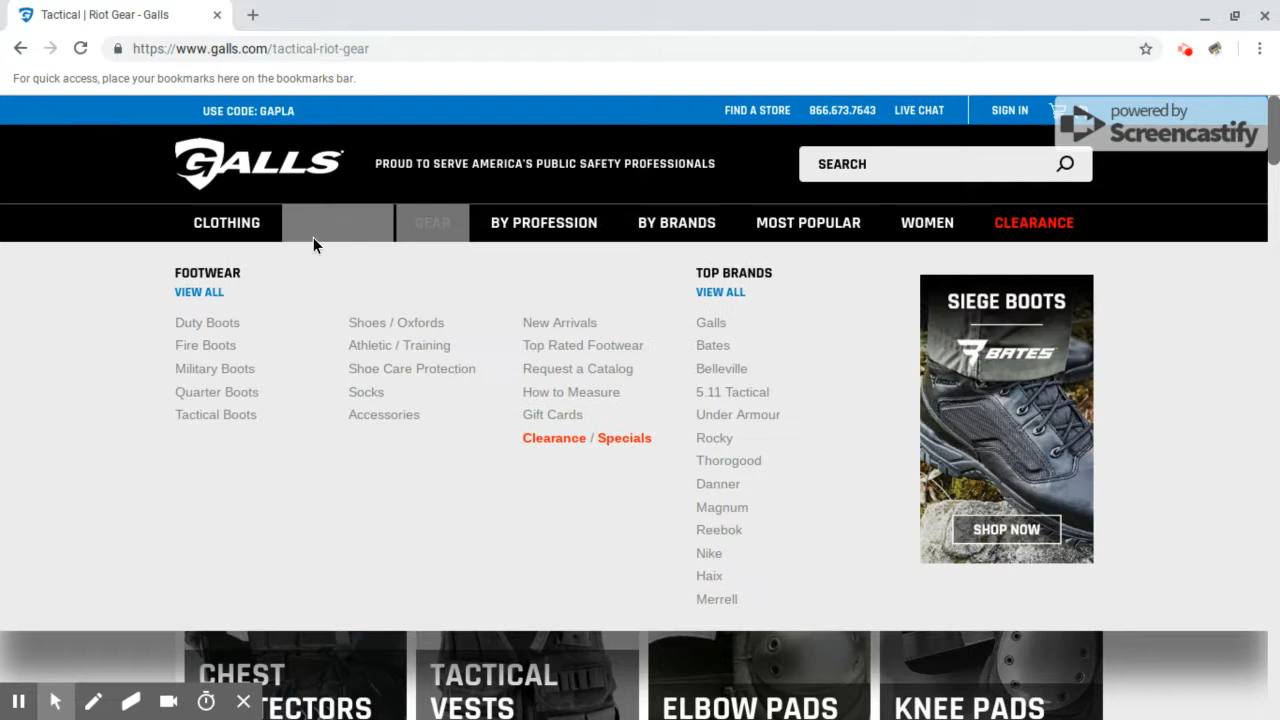 Tactical | Riot Gear - Galls
https://www.galls.com/tactical-riot-gear
For quick access, place your bookmarks here on the bookmarks bar.
USE CODE: GAPLA
FIND A STORE 866.673.7643 LIVE CHAT SIGN IN
powered by
Screencastify
GALLS
PROUD TO SERVE AMERICA'S PUBLIC SAFETY PROFESSIONALS
SEARCH
CLOTHING GEAR BY PROFESSION BY BRANDS MOST POPULAR WOMEN CLEARANCE
FOOTWEAR
VIEW ALL
Duty Boots
Fire Boots
Military Boots
Quarter Boots
Tactical Boots
Shoes / Oxfords
Athletic / Training
Shoe Care Protection
Socks
Accessories
New Arrivals
Top Rated Footwear
Request a Catalog
How to Measure
Gift Cards
Clearance / Specials
TOP BRANDS
VIEW ALL
Galls
Bates
Belleville
5.11 Tactical
Under Armour
Rocky
Thorogood
Danner
Magnum
Reebok
Nike
Haix
Merrell
SIEGE BOOTS
BATES
SHOP NOW
CHEST
TECTORS
TACTICAL
VESTS
ELBOW PADS
KNEE PADS